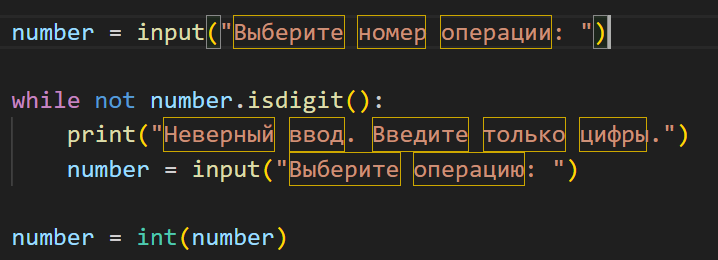 number = input("Выберите номер операции: ")
while not number.isdigit():
print("Неверный ввод. Введите только цифры.")
number = input("Выберите операцию: ")
number = int(number)